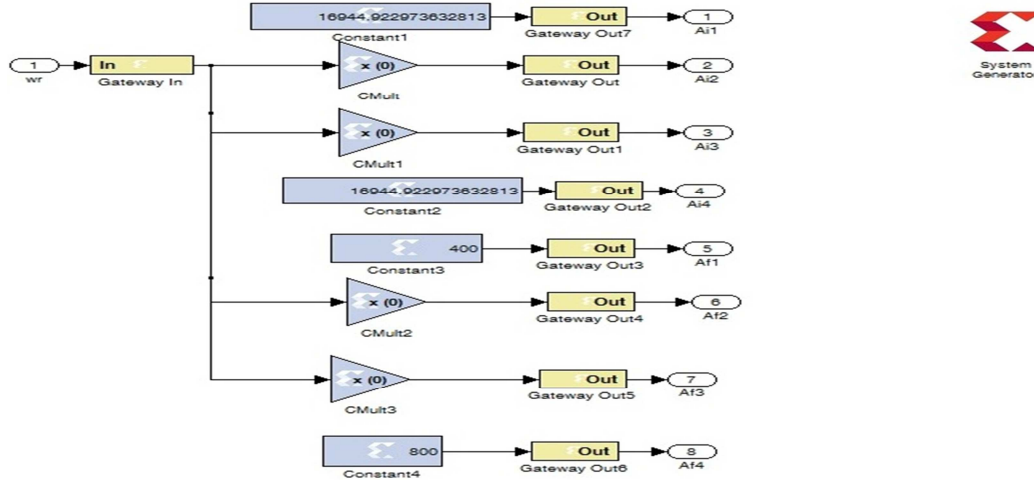 16944.922973632813
Out
1
Constant1
Gateway Out7
Ai1
1
In
x (0)
Out
2
wr
Gateway In
CMult
Gateway Out
Ai2
x (0)
Out
3
CMult1
Gateway Out1
Ai3
16944.922973632813
Out
4
Constant2
Gateway Out2
Ai4
400
Out
5
Constant3
Gateway Out3
Af1
x (0)
Out
6
CMult2
Gateway Out4
Af2
x (0)
Out
7
CMult3
Gateway Out5
Af3
800
Out
8
Constant4
Gateway Out6
Af4
System
Generato